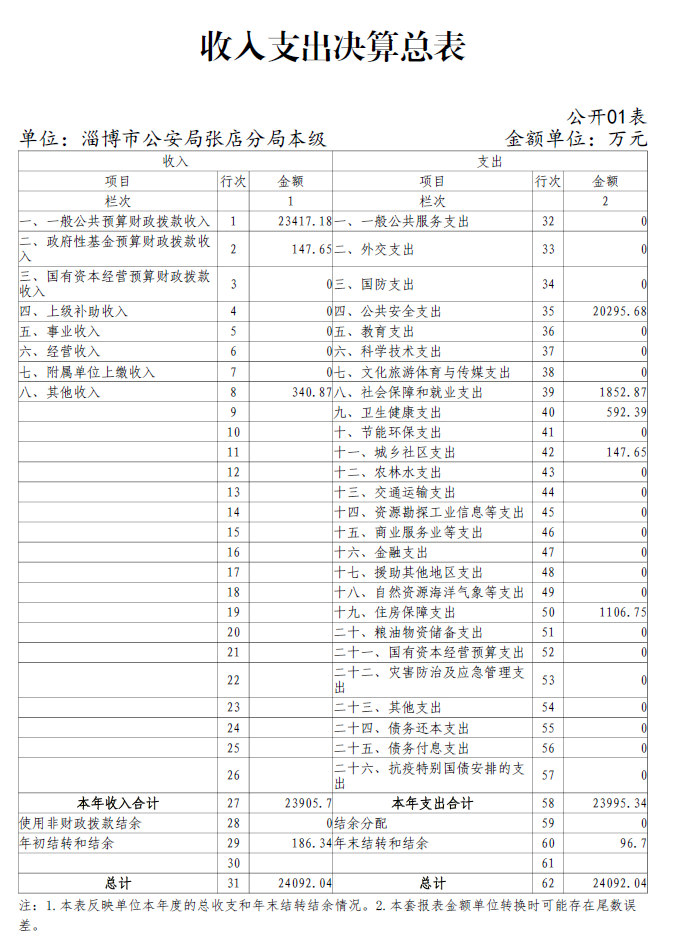 收入支出决算总表
公开01表
单位：淄博市公安局张店分局本级 金额单位：万元
收入 支出
项目 行次 金额 项目 行次 金额
栏次 1 栏次 2
一、一般公共预算财政拨款收入 1 23417.18 一、一般公共服务支出 32 0
二、政府性基金预算财政拨款收
入 2 147.65 二、外交支出 33 0
三、国有资本经营预算财政拨款
收入 3 0 三、国防支出 34 0
四、上级补助收入 4 0 四、公共安全支出 35 20295.68
五、事业收入 5 0 五、教育支出 36 0
六、经营收入 6 0 六、科学技术支出 37 0
七、附属单位上缴收入 7 0 七、文化旅游体育与传媒支出 38 0
八、其他收入 8 340.87 八、社会保障和就业支出 39 1852.87
9 九、卫生健康支出 40 592.39
10 十、节能环保支出 41 0
11 十一、城乡社区支出 42 147.65
12 十二、农林水支出 43 0
13 十三、交通运输支出 44 0
14 十四、资源勘探工业信息等支出 45 0
15 十五、商业服务业等支出 46 0
16 十六、金融支出 47 0
17 十七、援助其他地区支出 48 0
18 十八、自然资源海洋气象等支出 49 0
19 十九、住房保障支出 50 1106.75
20 二十、粮油物资储备支出 51 0
21 二十一、国有资本经营预算支出 52 0
22 二十二、灾害防治及应急管理支
出 53 0
23 二十三、其他支出 54 0
24 二十四、债务还本支出 55 0
25 二十五、债务付息支出 56 0
26 二十六、抗疫特别国债安排的支
出 57 0
本年收入合计 27 23905.7 本年支出合计 58 23995.34
使用非财政拨款结余 28 0 结余分配 59 0
年初结转和结余 29 186.34 年末结转和结余 60 96.7
30 61
总计 31 24092.04 总计 62 24092.04
注：1.本表反映单位本年度的总收支和年末结转结余情况。2.本套报表金额单位转换时可能存在尾数误
差。